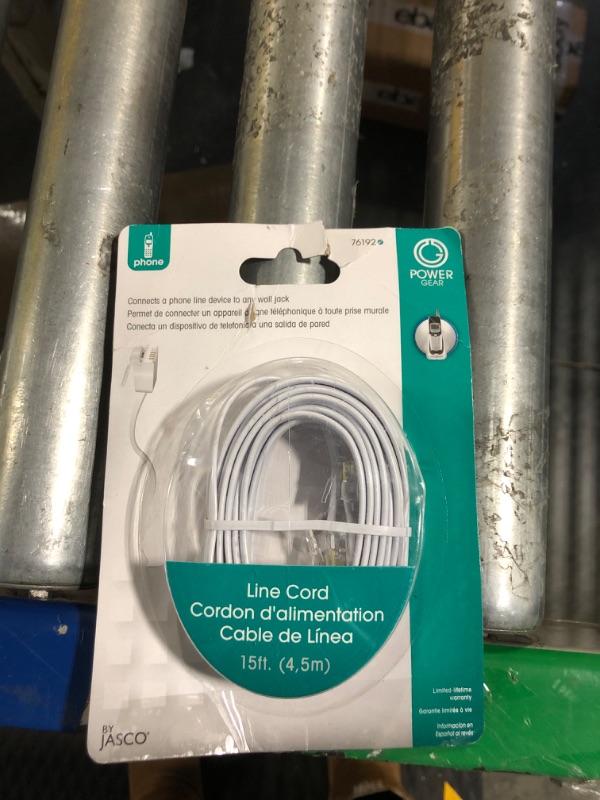 phone
76192
POWER
GEAR
Connects a phone line device to any wall jack
Permet de connecter un appareil à ligne téléphonique à toute prise murale
Conecta un dispositivo de telefonía a una salida de pared
Line Cord
Cordon d'alimentation
Cable de Línea
15ft. (4,5m)
Limited-lifetime
warranty
Garantie limitée à vie
Información en
Español al revés
BY
JASCO